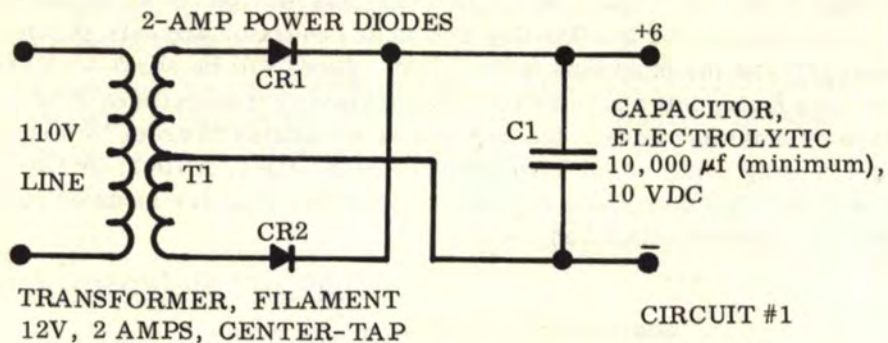 2-AMP POWER DIODES
CR1
+6
110V
LINE
T1
C1
CAPACITOR,
ELECTROLYTIC
10,000 μf (minimum),
10 VDC
CR2
–
TRANSFORMER, FILAMENT
12V, 2 AMPS, CENTER-TAP
CIRCUIT #1